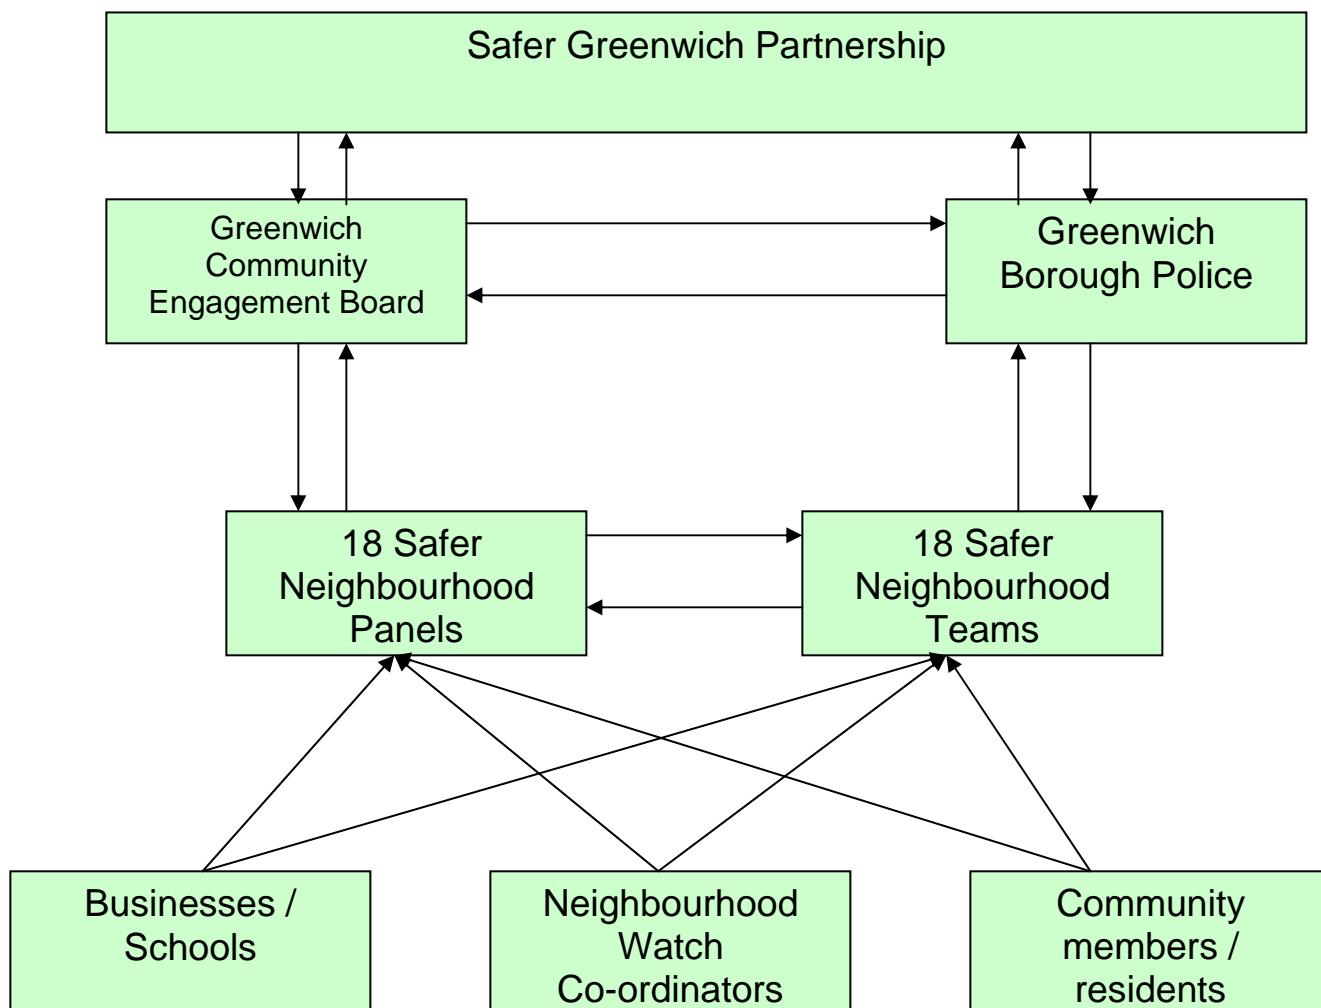 Safer Greenwich Partnership
Greenwich
Community
Engagement Board
Greenwich
Borough Police
18 Safer
Neighbourhood
Panels
18 Safer
Neighbourhood
Teams
Businesses /
Schools
Neighbourhood
Watch
Co-ordinators
Community
members /
residents